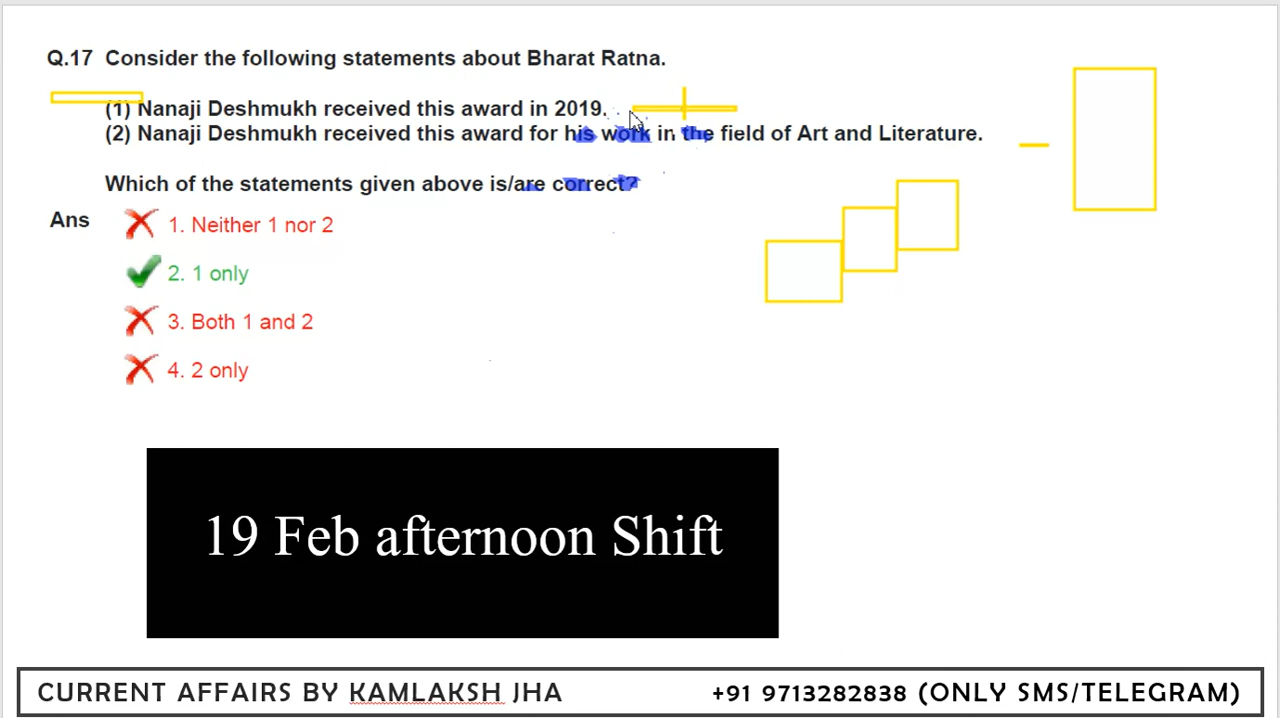 Q.17 Consider the following statements about Bharat Ratna.
(1) Nanaji Deshmukh received this award in 2019.
(2) Nanaji Deshmukh received this award for his work in the field of Art and Literature.
Which of the statements given above is/are correct?
Ans
1. Neither 1 nor 2
2. 1 only
3. Both 1 and 2
4. 2 only
19 Feb afternoon Shift
CURRENT AFFAIRS BY KAMLAKSH JHA +91 9713282838 (ONLY SMS/TELEGRAM)